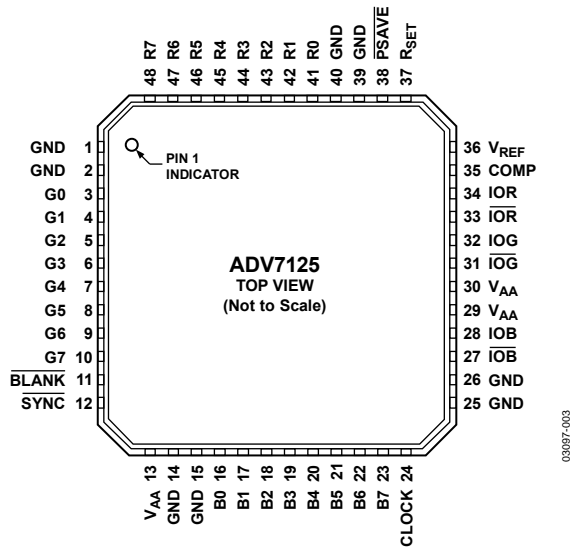 48 R7
47 R6
46 R5
45 R4
44 R3
43 R2
42 R1
41 R0
40 GND
39 GND
38 PSAVE
37 RSET
GND 1
GND 2
G0 3
G1 4
G2 5
G3 6
G4 7
G5 8
G6 9
G7 10
BLANK 11
SYNC 12
PIN 1
INDICATOR
ADV7125
TOP VIEW
(Not to Scale)
36 VREF
35 COMP
34 IOR
33 IOR
32 IOG
31 IOG
30 VAA
29 VAA
28 IOB
27 IOB
26 GND
25 GND
VAA 13
GND 14
GND 15
B0 16
B1 17
B2 18
B3 19
B4 20
B5 21
B6 22
B7 23
CLOCK 24
03097-003